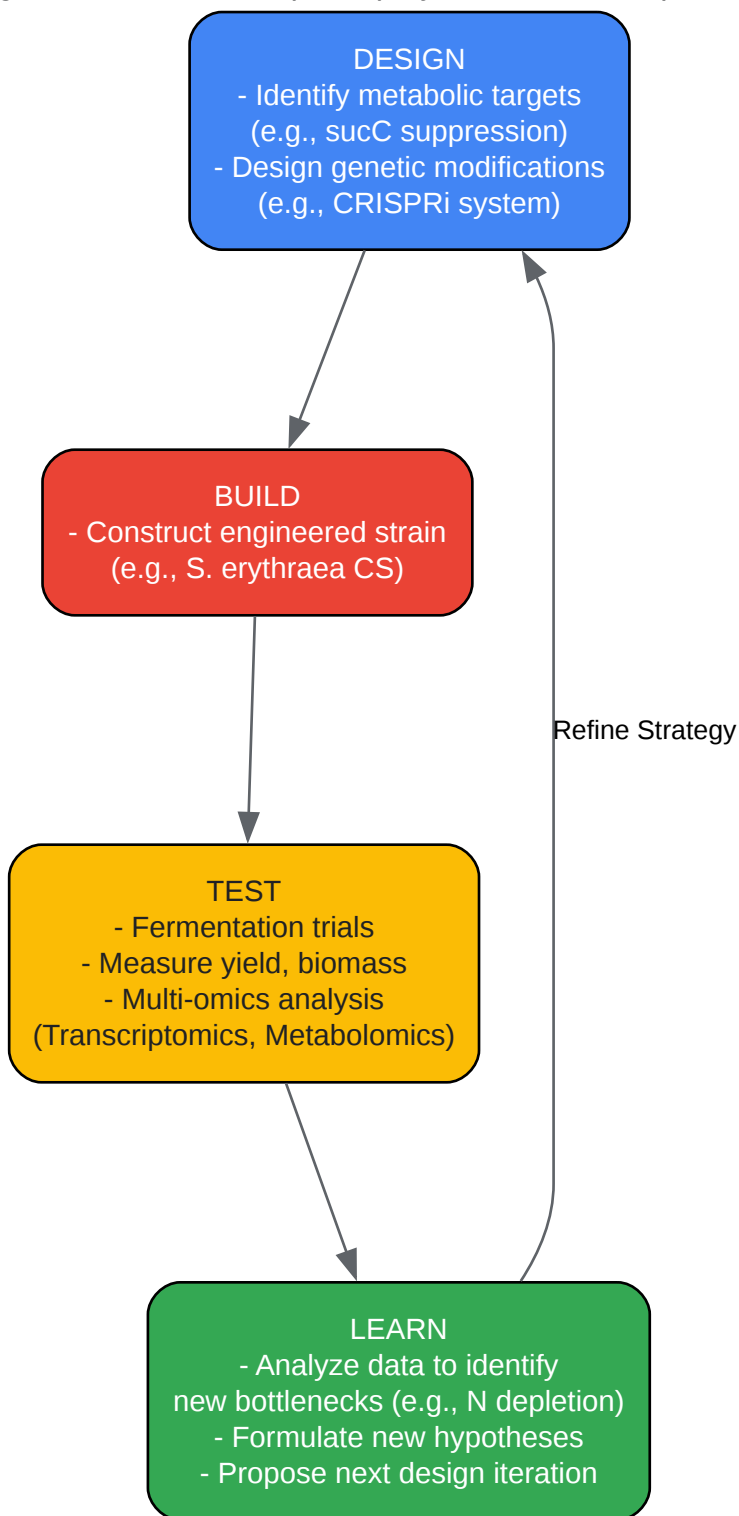 DESIGN
- Identify metabolic targets
(e.g., sucC suppression)
- Design genetic modifications
(e.g., CRISPRi system)
BUILD
- Construct engineered strain
(e.g., S. erythraea CS)
Refine Strategy
TEST
- Fermentation trials
- Measure yield, biomass
- Multi-omics analysis
(Transcriptomics, Metabolomics)
LEARN
- Analyze data to identify
new bottlenecks (e.g., N depletion)
- Formulate new hypotheses
- Propose next design iteration